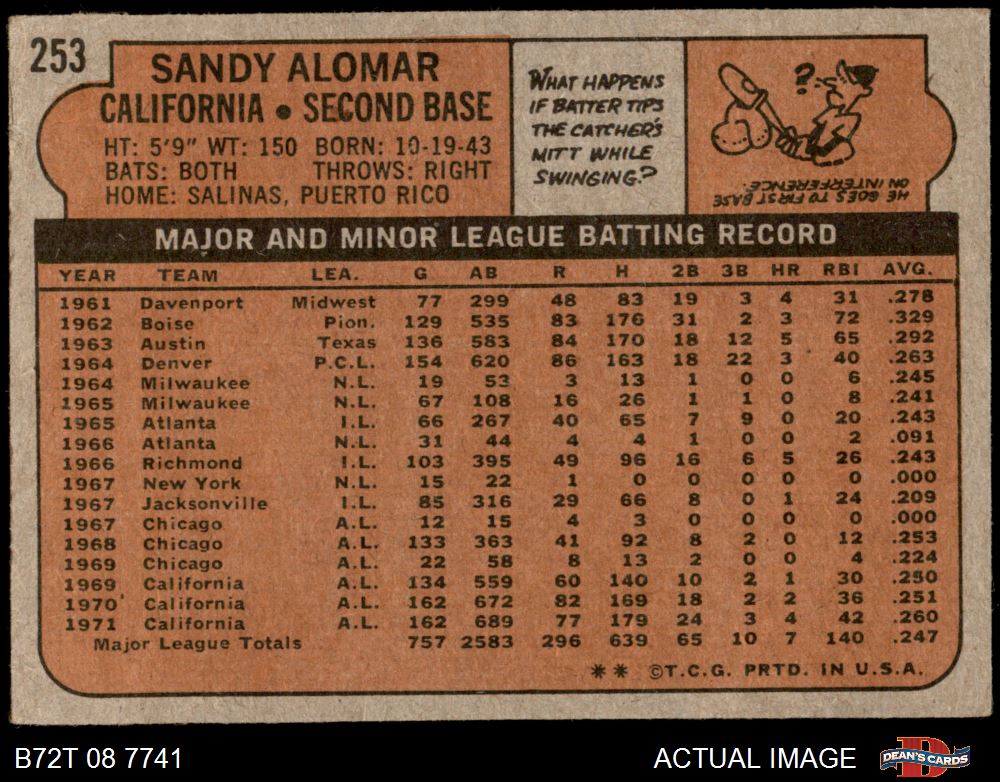 253
SANDY ALOMAR
CALIFORNIA • SECOND BASE
HT: 5'9" WT: 150 BORN: 10-19-43
BATS: BOTH THROWS: RIGHT
HOME: SALINAS, PUERTO RICO
WHAT HAPPENS
IF BATTER TIPS
THE CATCHER'S
MITT WHILE
SWINGING?
?
HE GOES TO FIRST BASE
ON INTERFERENCE.
MAJOR AND MINOR LEAGUE BATTING RECORD
YEAR TEAM LEA. G AB R H 2B 3B HR RBI AVG.
1961 Davenport Midwest 77 299 48 83 19 3 4 31 .278
1962 Boise Pion. 129 535 83 176 31 2 3 72 .329
1963 Austin Texas 136 583 84 170 18 12 5 65 .292
1964 Denver P.C.L. 154 620 86 163 18 22 3 40 .263
1964 Milwaukee N.L. 19 53 3 13 1 0 0 6 .245
1965 Milwaukee N.L. 67 108 16 26 1 1 0 8 .241
1965 Atlanta I.L. 66 267 40 65 7 9 0 20 .243
1966 Atlanta N.L. 31 44 4 4 1 0 0 2 .091
1966 Richmond I.L. 103 395 49 96 16 6 5 26 .243
1967 New York N.L. 15 22 1 0 0 0 0 0 .000
1967 Jacksonville I.L. 85 316 29 66 8 0 1 24 .209
1967 Chicago A.L. 12 15 4 3 0 0 0 0 .000
1968 Chicago A.L. 133 363 41 92 8 2 0 12 .253
1969 Chicago A.L. 22 58 8 13 2 0 0 4 .224
1969 California A.L. 134 559 60 140 10 2 1 30 .250
1970 California A.L. 162 672 82 169 18 2 2 36 .251
1971 California A.L. 162 689 77 179 24 3 4 42 .260
Major League Totals 757 2583 296 639 65 10 7 140 .247
** ©T.C.G. PRTD. IN U.S.A.
B72T 08 7741
ACTUAL IMAGE
DEAN'S CARDS